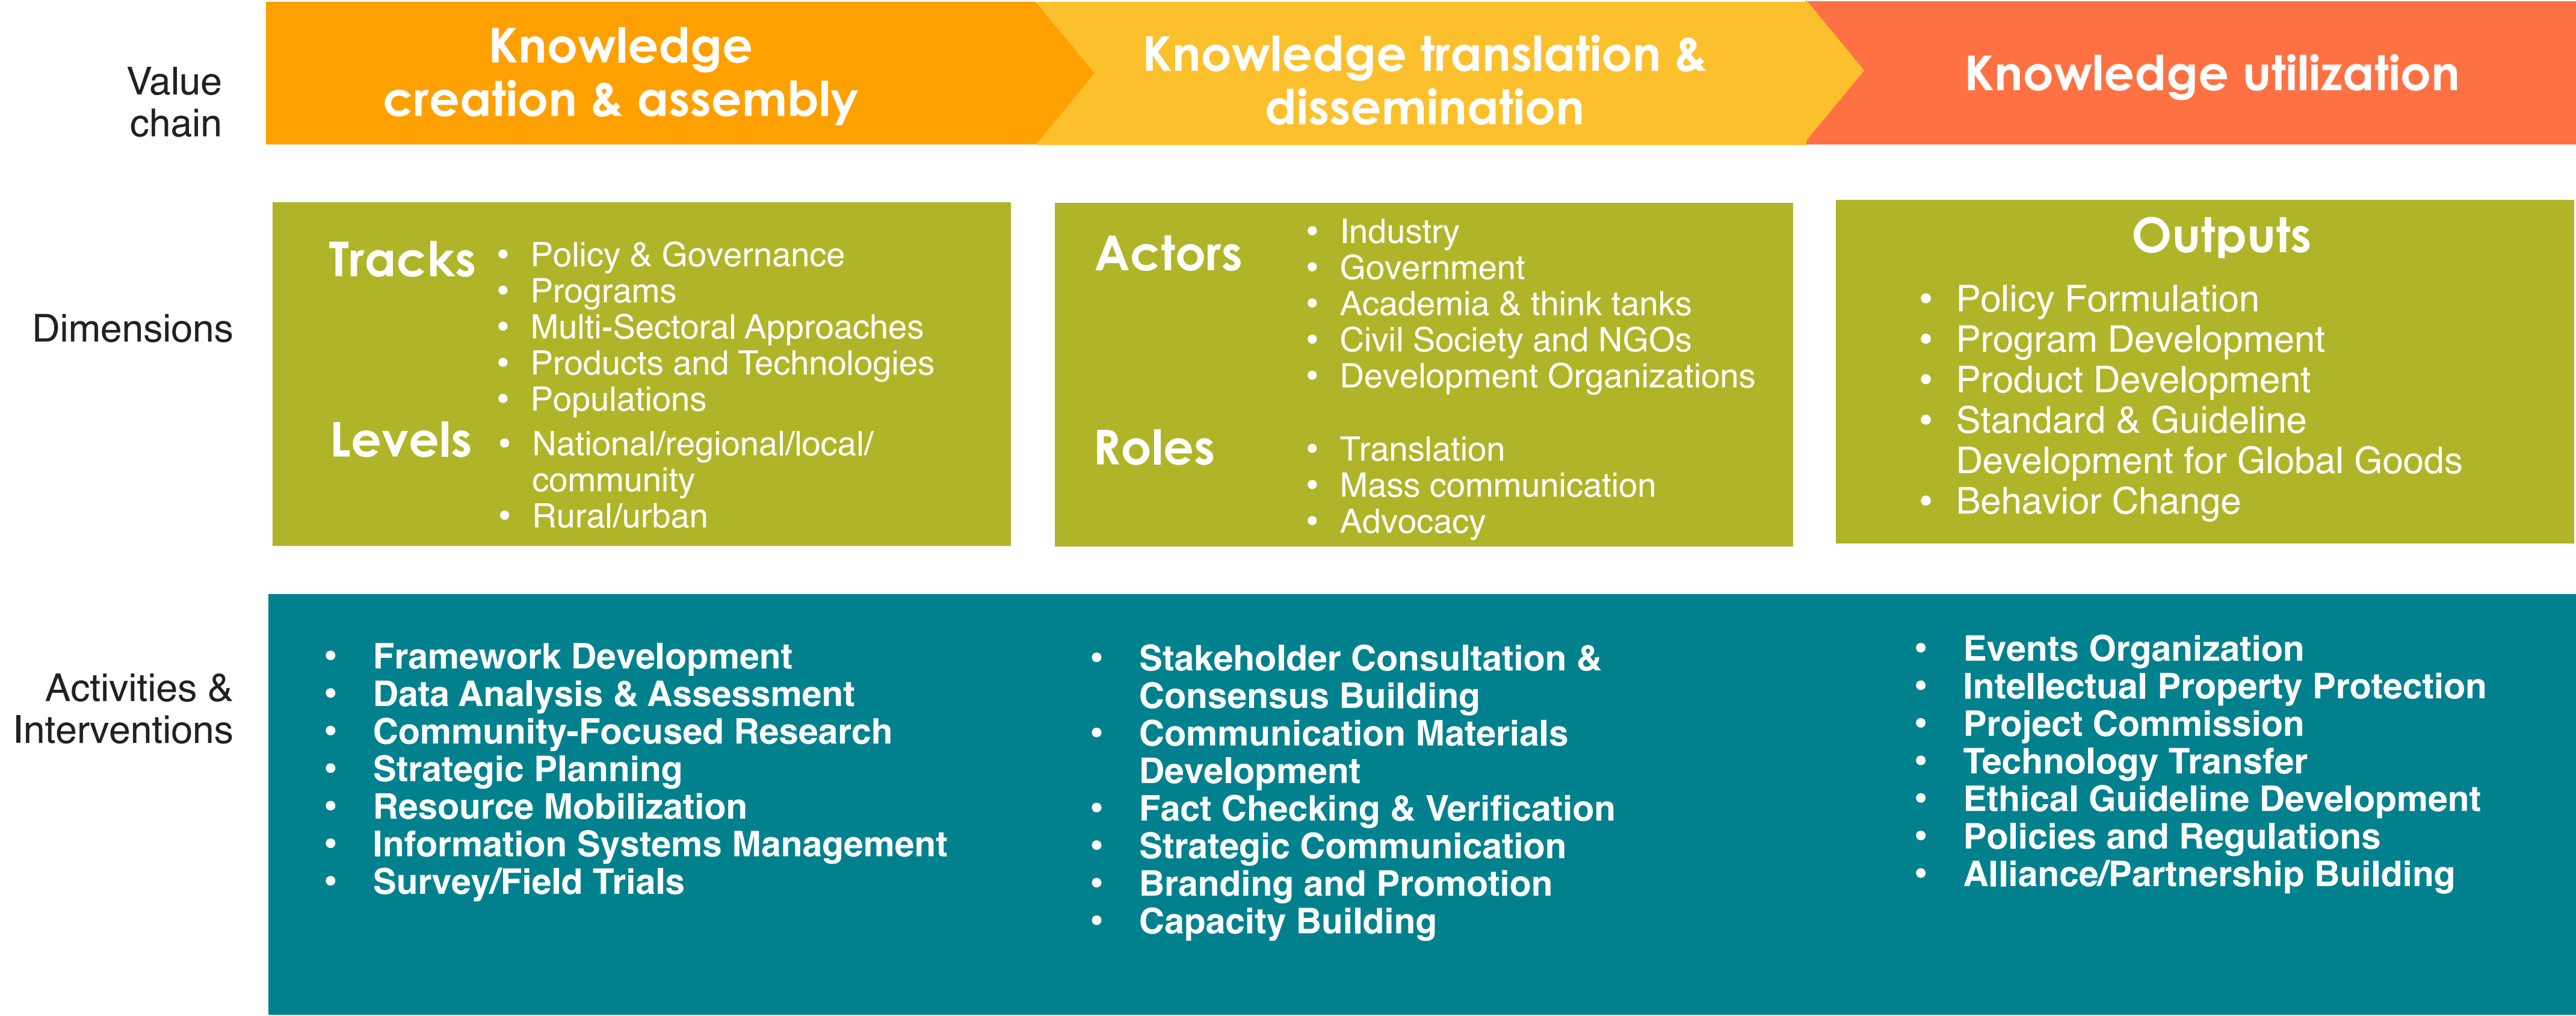 Value
chain
Knowledge
creation & assembly
Knowledge translation &
dissemination
Knowledge utilization
Dimensions
Tracks
• Policy & Governance
• Programs
• Multi-Sectoral Approaches
• Products and Technologies
• Populations
Levels
• National/regional/local/
community
• Rural/urban
Actors
• Industry
• Government
• Academia & think tanks
• Civil Society and NGOs
• Development Organizations
Roles
• Translation
• Mass communication
• Advocacy
Outputs
• Policy Formulation
• Program Development
• Product Development
• Standard & Guideline
Development for Global Goods
• Behavior Change
Activities &
Interventions
• Framework Development
• Data Analysis & Assessment
• Community-Focused Research
• Strategic Planning
• Resource Mobilization
• Information Systems Management
• Survey/Field Trials
• Stakeholder Consultation &
Consensus Building
• Communication Materials
Development
• Fact Checking & Verification
• Strategic Communication
• Branding and Promotion
• Capacity Building
• Events Organization
• Intellectual Property Protection
• Project Commission
• Technology Transfer
• Ethical Guideline Development
• Policies and Regulations
• Alliance/Partnership Building